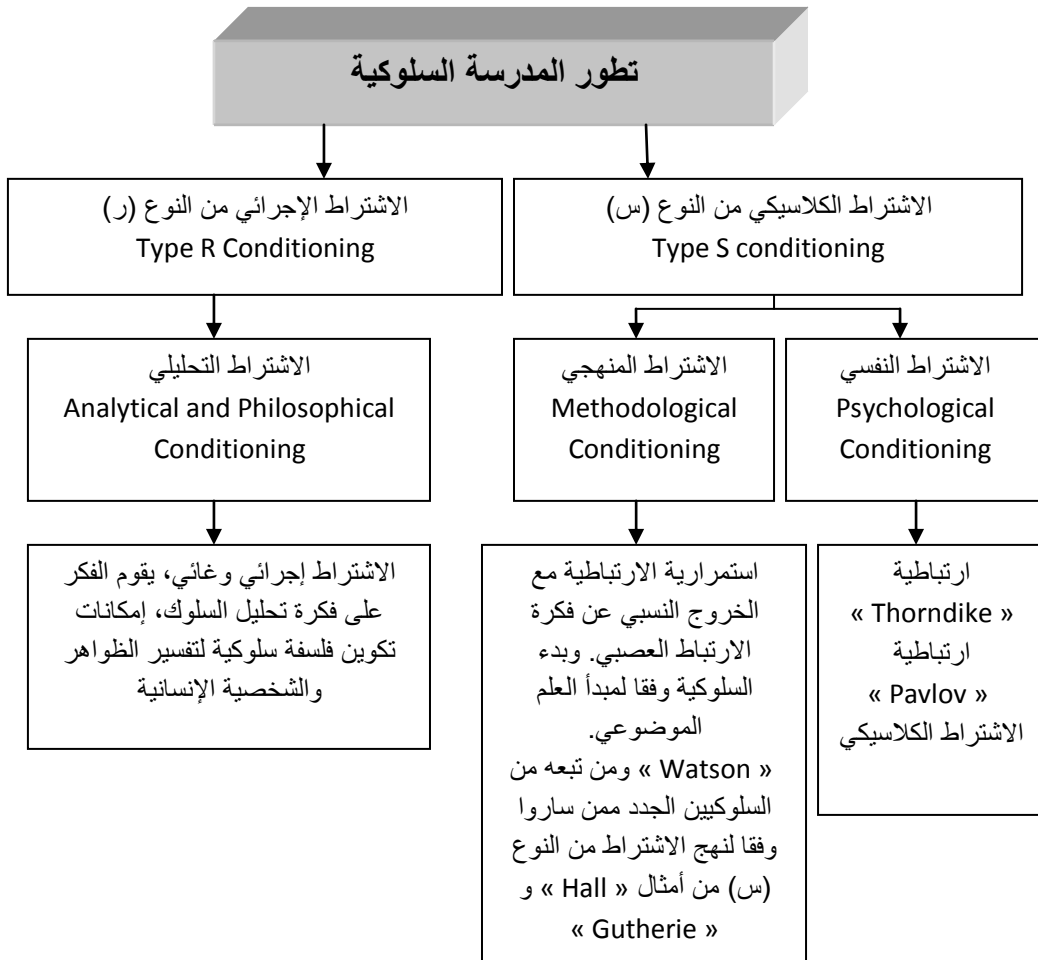 تطور المدرسة السلوكية
الاشتراط الكلاسيكي من النوع (س)
Type S conditioning
الاشتراط الإجرائي من النوع (ر)
Type R Conditioning
الاشتراط النفسي
Psychological
Conditioning
الاشتراط المنهجي
Methodological
Conditioning
الاشتراط التحليلي
Analytical and Philosophical
Conditioning
ارتباطية
« Thorndike »
ارتباطية
« Pavlov »
الاشتراط الكلاسيكي
استمرارية الارتباطية مع
الخروج النسبي عن فكرة
الارتباط العصبي. وبدء
السلوكية وفقا لمبدأ العلم
الموضوعي.
« Watson » ومن تبعه من
السلوكيين الجدد ممن ساروا
وفقا لنهج الاشتراط من النوع
(س) من أمثال « Hall » و
« Gutherie »
الاشتراط إجرائي وغائي، يقوم الفكر
على فكرة تحليل السلوك، إمكانات
تكوين فلسفة سلوكية لتفسير الظواهر
والشخصية الإنسانية